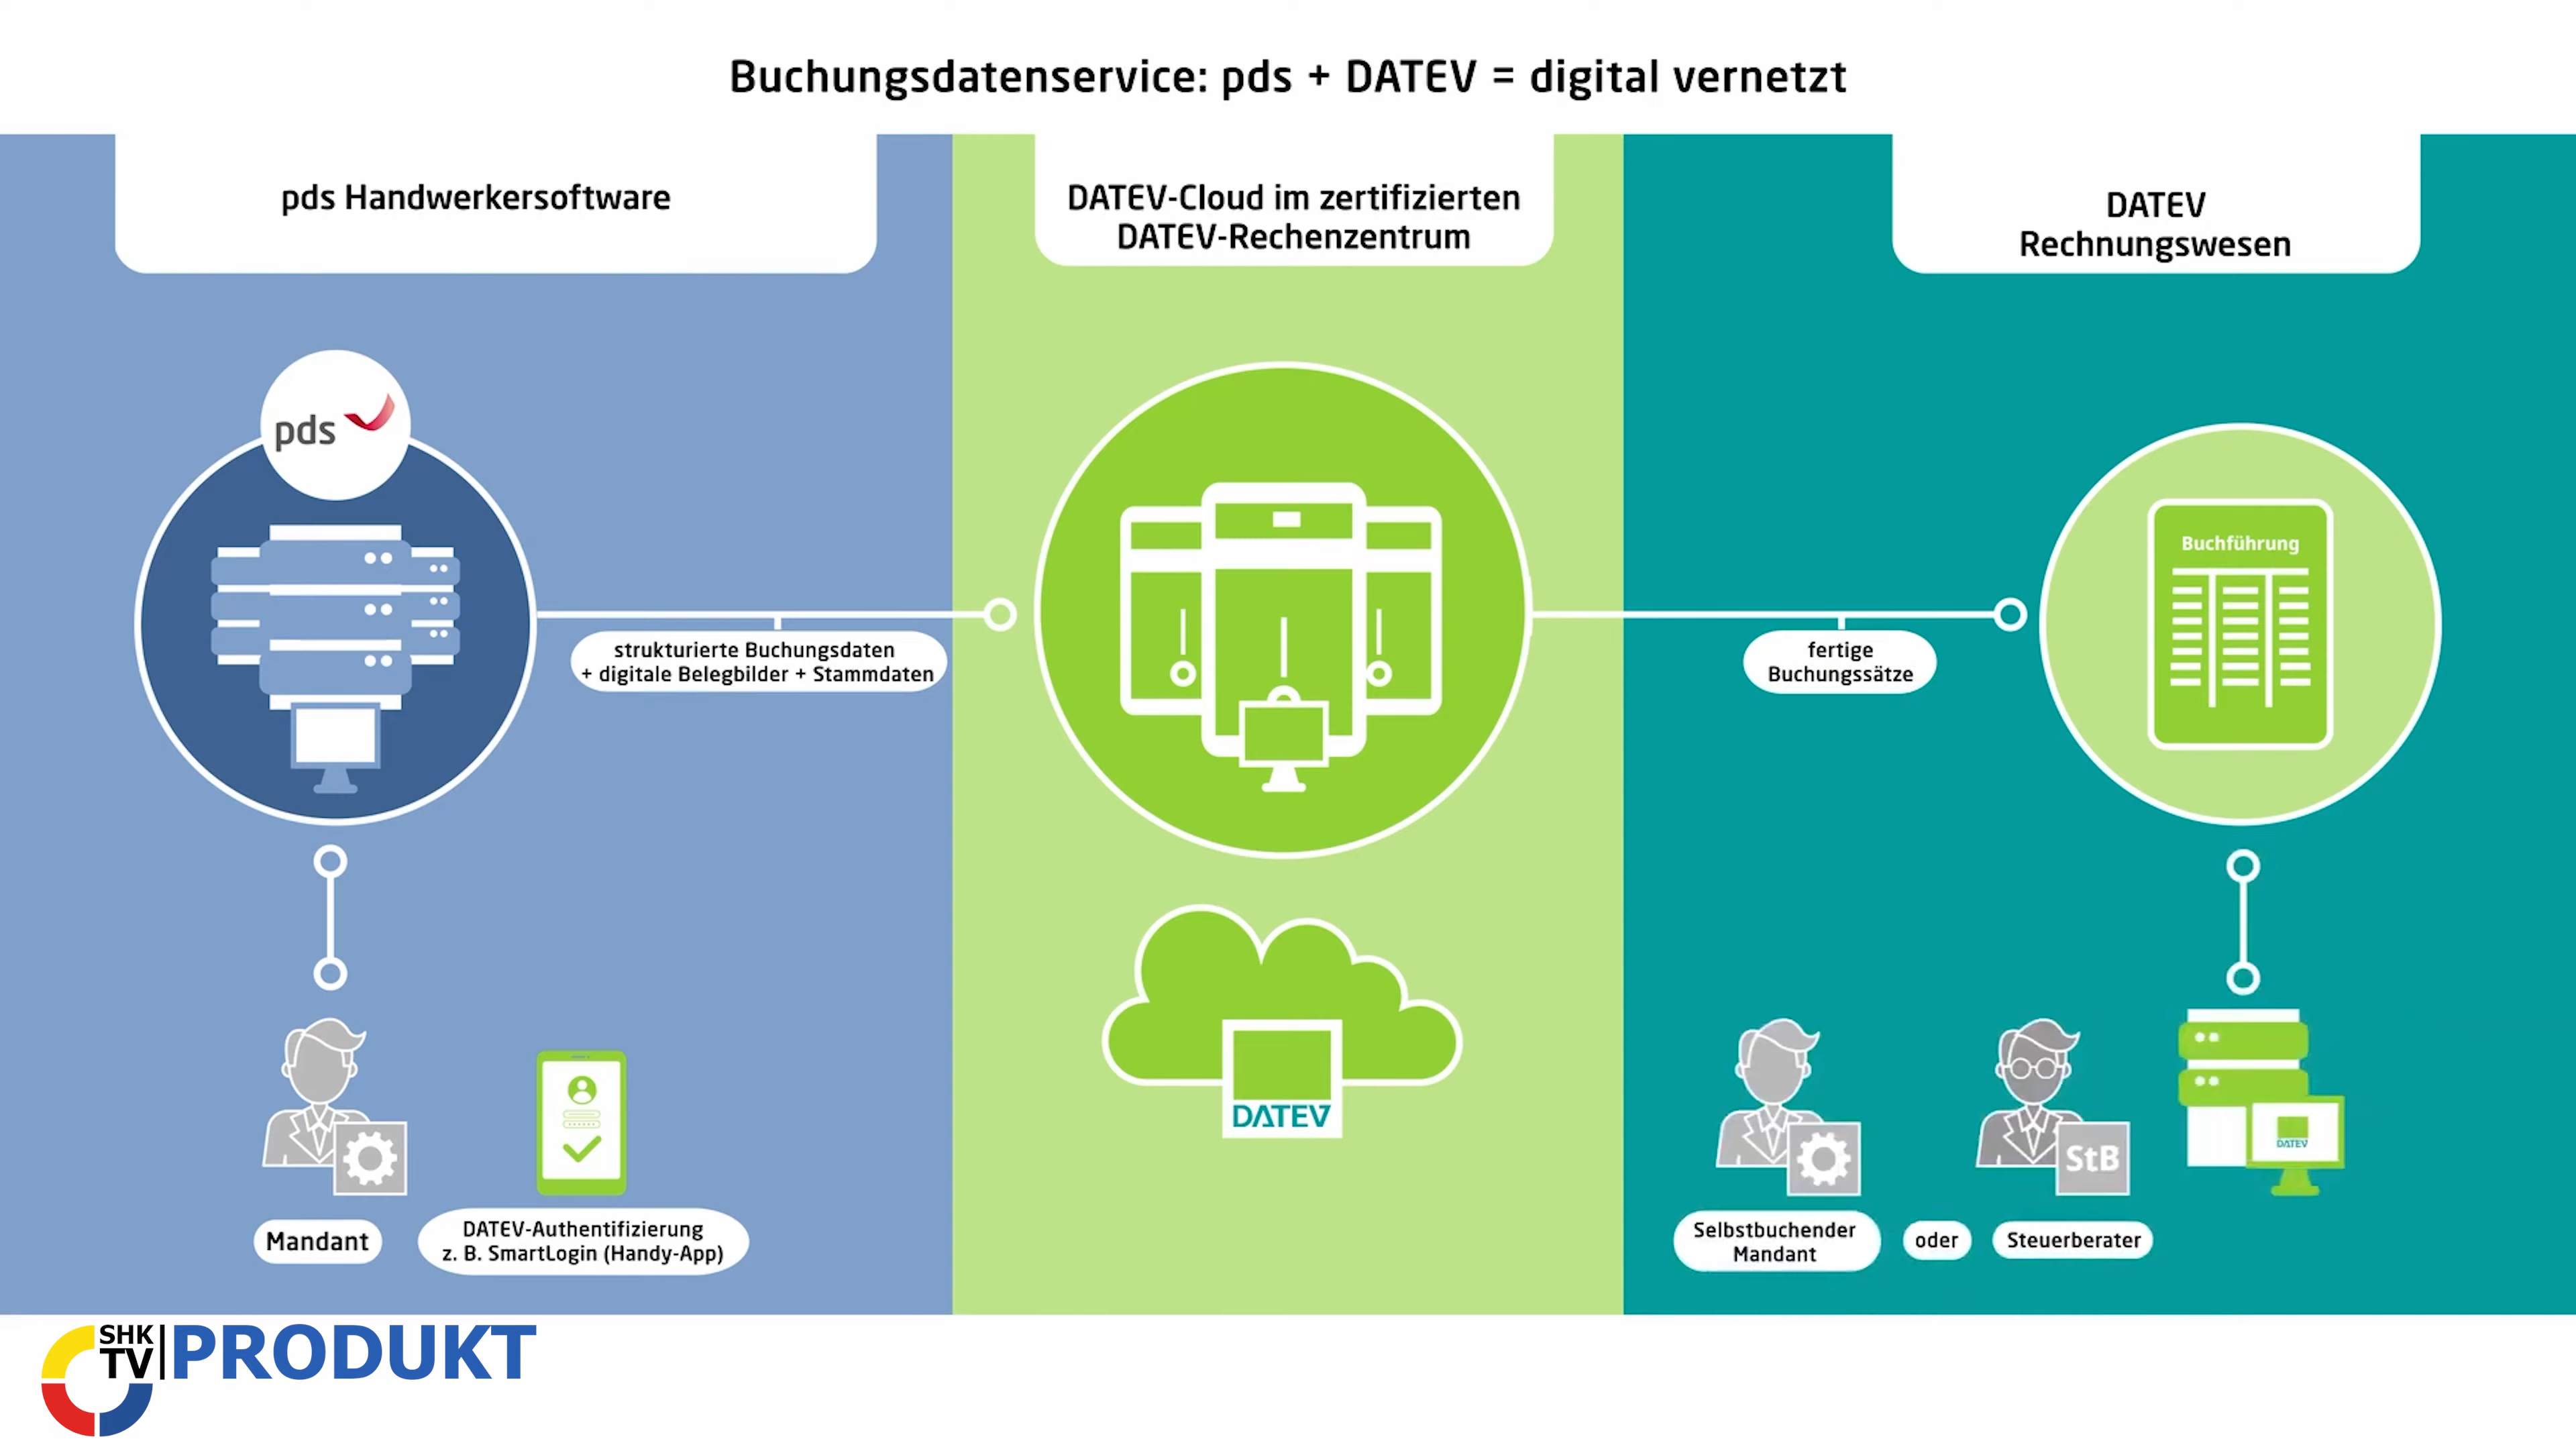 Buchungsdatenservice: pds + DATEV = digital vernetzt
pds Handwerkersoftware
DATEV-Cloud im zertifizierten
DATEV-Rechenzentrum
DATEV
Rechnungswesen
pds
Buchführung
strukturierte Buchungsdaten
+ digitale Belegbilder + Stammdaten
fertige
Buchungssätze
DATEV
DATEV
StB
Mandant
DATEV-Authentifizierung
z. B. SmartLogin (Handy-App)
Selbstbuchender
Mandant
oder
Steuerberater
SHK
TV
PRODUKT